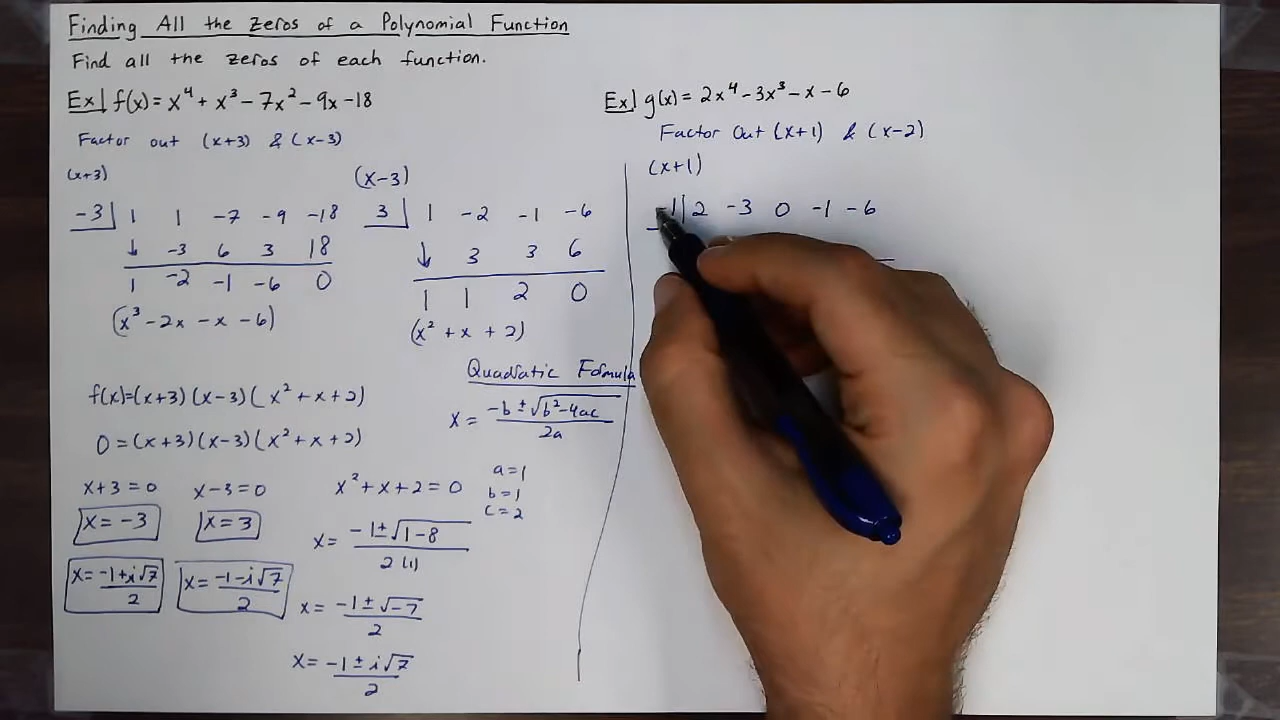 Finding All the Zeros of a Polynomial Function
Find all the zeros of each function.
Ex| f(x) = x⁴ + x³ - 7x² - 9x - 18
Factor out (x+3) & (x-3)
(x+3)
-3| 1 1 -7 -9 -18
↓ -3 6 3 18
1 -2 -1 -6 0
(x³ - 2x - x - 6)
(x-3)
3| 1 -2 -1 -6
↓ 3 3 6
1 1 2 0
(x² + x + 2)
f(x)=(x+3)(x-3)(x² + x + 2)
0 = (x+3)(x-3)(x² + x + 2)
Quadratic Formula
x = (-b ± √(b²-4ac))/2a
x+3=0
x=-3
x-3=0
x=3
x² + x + 2 = 0
a=1
b=1
c=2
x = (-1±√(1-8))/2(1)
x = (-1±√-7)/2
x = (-1±i√7)/2
x = (-1+i√7)/2
x = (-1-i√7)/2
Ex| g(x) = 2x⁴ - 3x³ - x - 6
Factor Out (x+1) & (x-2)
(x+1)
-1| 2 -3 0 -1 -6